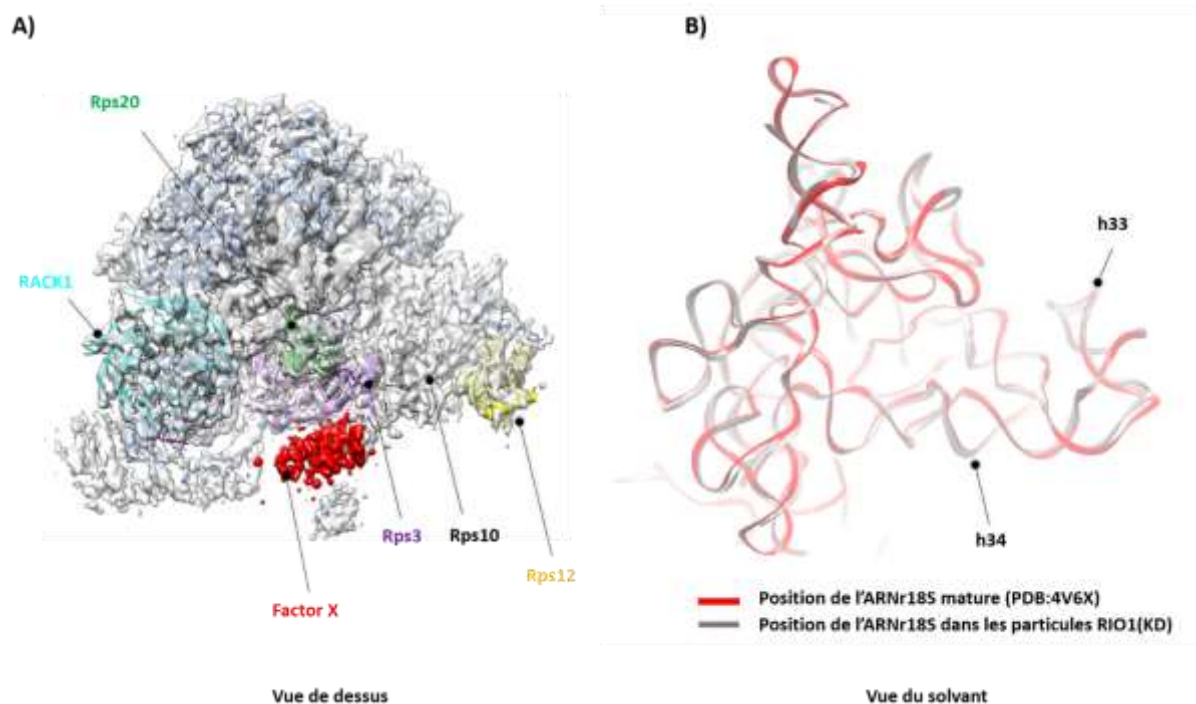 A)
B)
Rps20
h33
RACK1
Rps3
Rps10
h34
Rps12
Factor X
Position de l'ARNr18S mature (PDB:4V6X)
Position de l'ARNr18S dans les particules RIO1(KD)
Vue de dessus
Vue du solvant